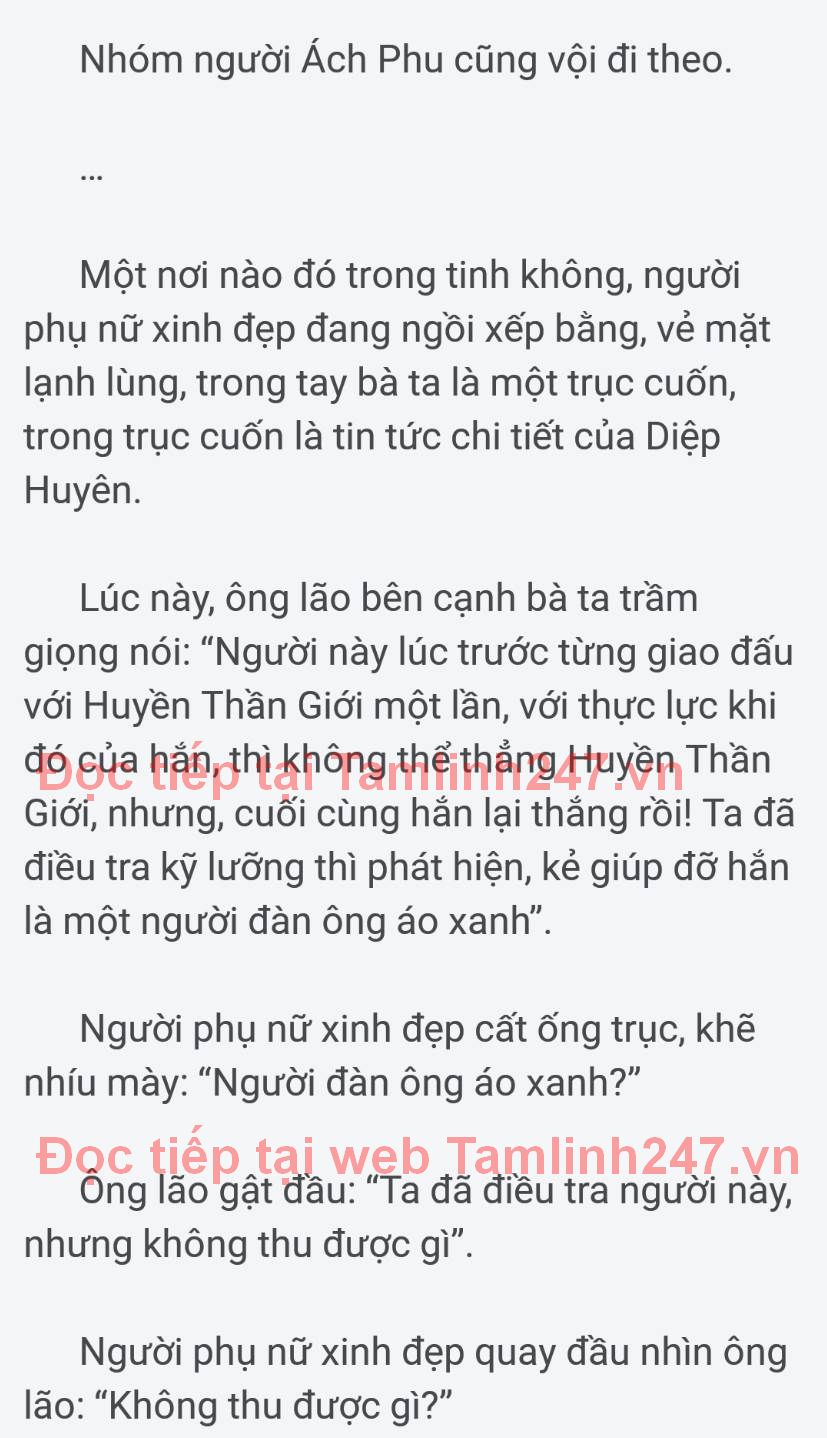 Nhóm người Ách Phu cũng vội đi theo.
...
Một nơi nào đó trong tinh không, người
phụ nữ xinh đẹp đang ngồi xếp bằng, vẻ mặt
lạnh lùng, trong tay bà ta là một trục cuốn,
trong trục cuốn là tin tức chi tiết của Diệp
Huyên.
Lúc này, ông lão bên cạnh bà ta trầm
giọng nói: “Người này lúc trước từng giao đấu
với Huyền Thần Giới một lần, với thực lực khi
đó của hắn, thì không thể thẳng Huyền Thần
Đọc tiếp tại Tamlinh247.vn
Giới, nhưng, cuối cùng hắn lại thắng rồi! Ta đã
điều tra kỹ lưỡng thì phát hiện, kẻ giúp đỡ hắn
là một người đàn ông áo xanh”.
Người phụ nữ xinh đẹp cất ống trục, khẽ
nhíu mày: “Người đàn ông áo xanh?”
Đọc tiếp tại web Tamlinh247.vn
Ông lão gật đầu: “Ta đã điều tra người này,
nhưng không thu được gì”.
Người phụ nữ xinh đẹp quay đầu nhìn ông
lão: “Không thu được gì?”